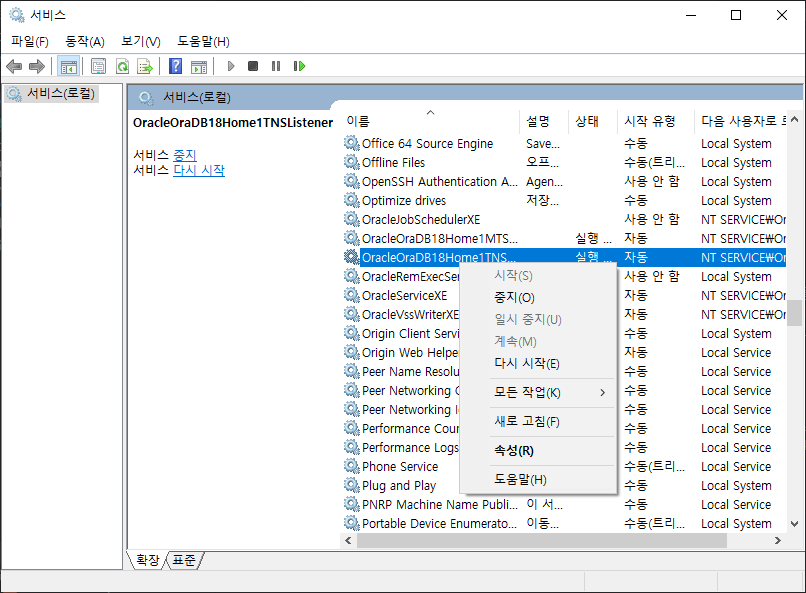 서비스
파일(F) 동작(A) 보기(V) 도움말(H)
서비스(로컬)
서비스(로컬)
OracleOraDB18Home1TNSListener
서비스 중지
서비스 다시 시작
이름 설명 상태 시작 유형 다음 사용자로
Office 64 Source Engine Save... 수동 Local System
Offline Files 오프... 수동(트리... Local System
OpenSSH Authentication A... Agen... 사용 안 함 Local System
Optimize drives 저장... 수동 Local System
OracleJobSchedulerXE 사용 안 함 NT SERVICE₩Or
OracleOraDB18Home1MTS... 실행 ... 자동 NT SERVICE₩Or
OracleOraDB18Home1TNS... 실행 ... 자동 NT SERVICE₩Or
OracleRemExecSer 사용 안 함 NT SERVICE₩Or
OracleServiceXE 자동 NT SERVICE₩Or
OracleVssWriterXE 자동 NT SERVICE₩Or
Origin Client Servi 수동 Local System
Origin Web Helpe 자동 Local Service
Peer Name Resolu 수동 Local Service
Peer Networking 수동 Local Service
Peer Networking 수동 Local Service
Performance Cour 수동 Local Service
Performance Logs 수동 Local Service
Phone Service 수동(트리... Local Service
Plug and Play 수동 Local System
PNRP Machine Name Publi... 이 서... 수동 Local Service
Portable Device Enumerato... 이동... 수동(트리... Local System
시작(S)
중지(O)
일시 중지(U)
계속(M)
다시 시작(E)
모든 작업(K)
새로 고침(F)
속성(R)
도움말(H)
확장 표준